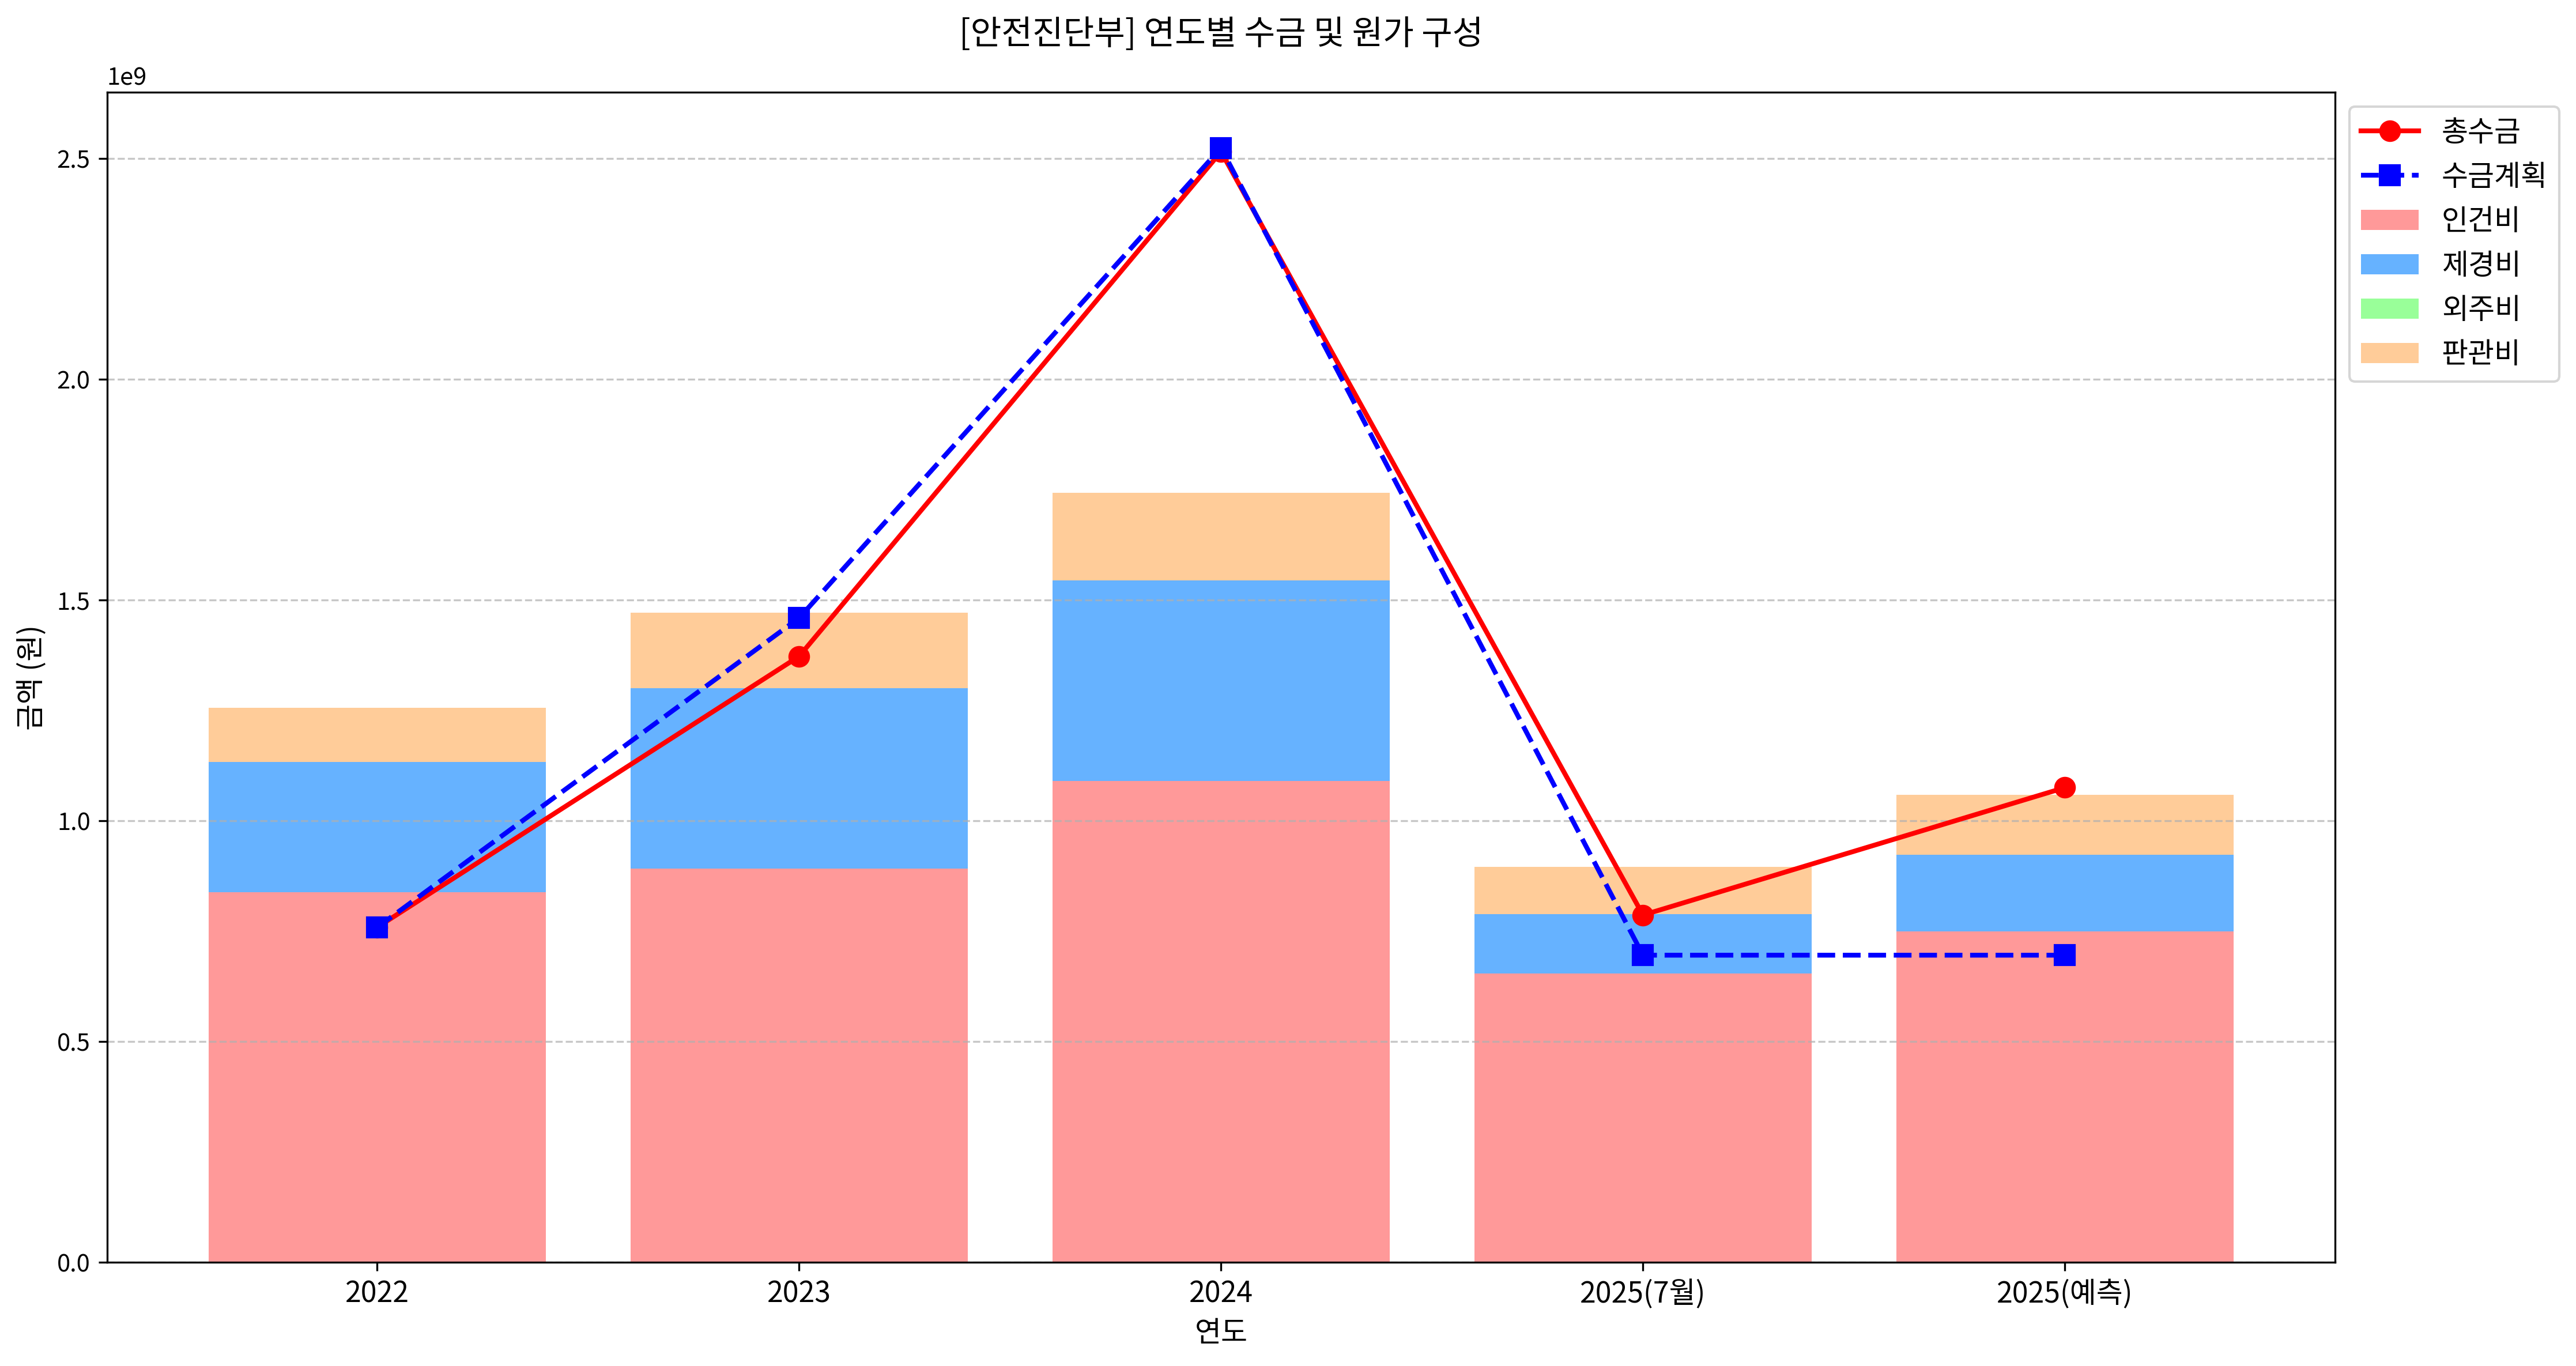 [안전진단부] 연도별 수금 및 원가 구성
1e9
2.5
2.0
1.5
1.0
0.5
0.0
금액 (원)
2022
2023
2024
2025(7월)
2025(예측)
연도
총수금
수금계획
인건비
제경비
외주비
판관비